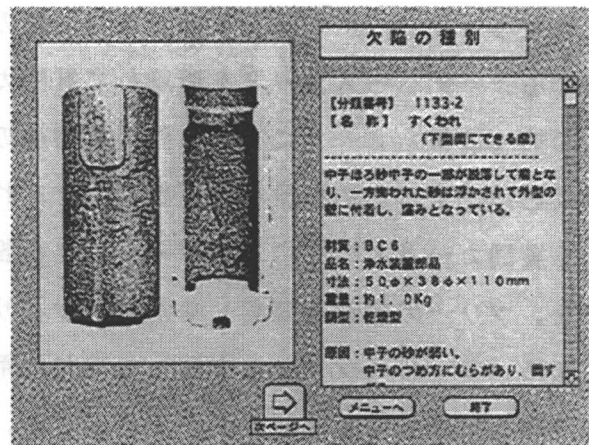 欠陥の種別
【分類番号】 1133-2
【名 称】 すくわれ
(下型面にできる瘤)
中子ほろ砂中子の一部が脱落して瘤とな
り、一方掬われた砂は浮かされて外型の
壁に付着し、窪みとなっている。
材質：BC6
品名：浄水装置部品
寸法：50φ×38φ×110mm
重量：約1.0Kg
鋳型：乾燥型
原因：中子の砂が弱い。
中子のつめ方にむらがあり、面す
次ページへ
メニューへ
終了